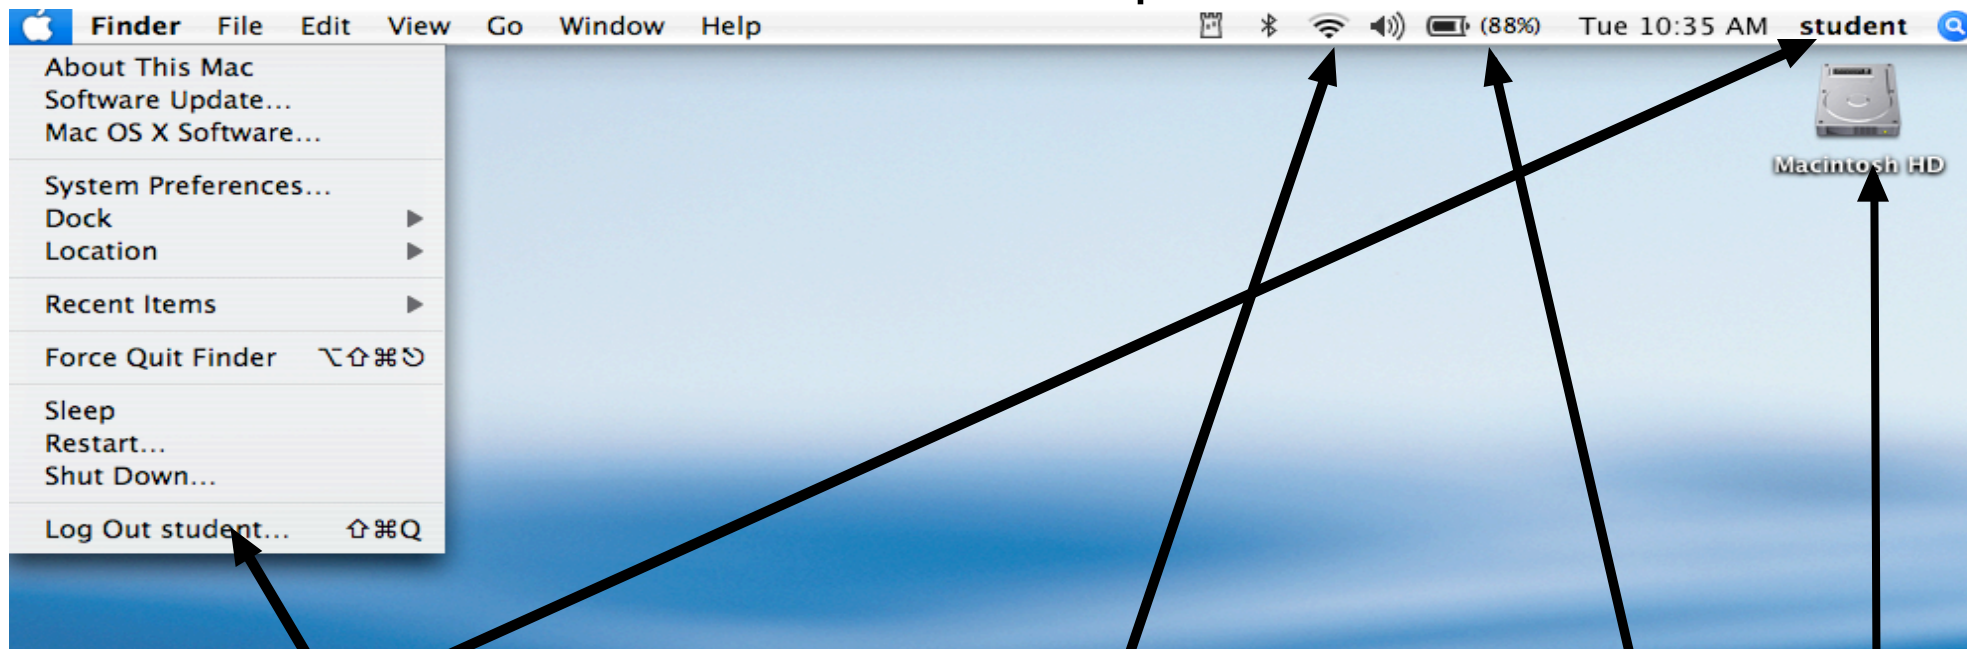 Finder File Edit View Go Window Help (88%) Tue 10:35 AM student
About This Mac
Software Update...
Mac OS X Software...
System Preferences...
Dock
Location
Recent Items
Force Quit Finder ⌥⇧⌘⎋
Sleep
Restart...
Shut Down...
Log Out student... ⇧⌘Q
Macintosh HD